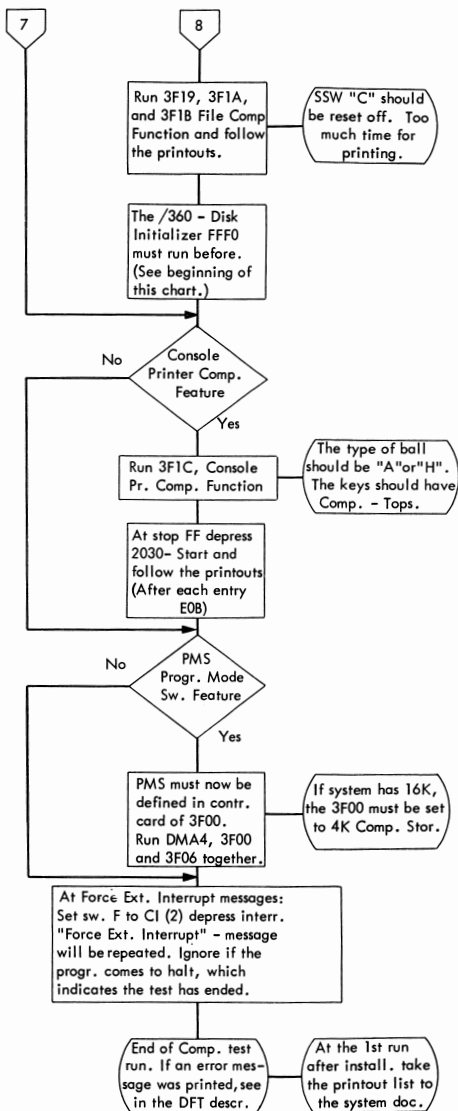 7
8
Run 3F19, 3F1A,
and 3F1B File Comp
Function and follow
the printouts.
SSW "C" should
be reset off. Too
much time for
printing.
The /360 - Disk
Initializer FFF0
must run before.
(See beginning of
this chart.)
No
Console
Printer Comp.
Feature
Yes
Run 3F1C, Console
Pr. Comp. Function
The type of ball
should be "A"or"H".
The keys should have
Comp. - Tops.
At stop FF depress
2030- Start and
follow the printouts
(After each entry
E0B)
No
PMS
Progr. Mode
Sw. Feature
Yes
PMS must now be
defined in contr.
card of 3F00.
Run DMA4, 3F00
and 3F06 together.
If system has 16K,
the 3F00 must be set
to 4K Comp. Stor.
At Force Ext. Interrupt messages:
Set sw. F to CI (2) depress interr.
"Force Ext. Interrupt" - message
will be repeated. Ignore if the
progr. comes to halt, which
indicates the test has ended.
End of Comp. test
run. If an error mes-
sage was printed,see
in the DFT descr.
At the 1st run
after install. take
the printout list to
the system doc.